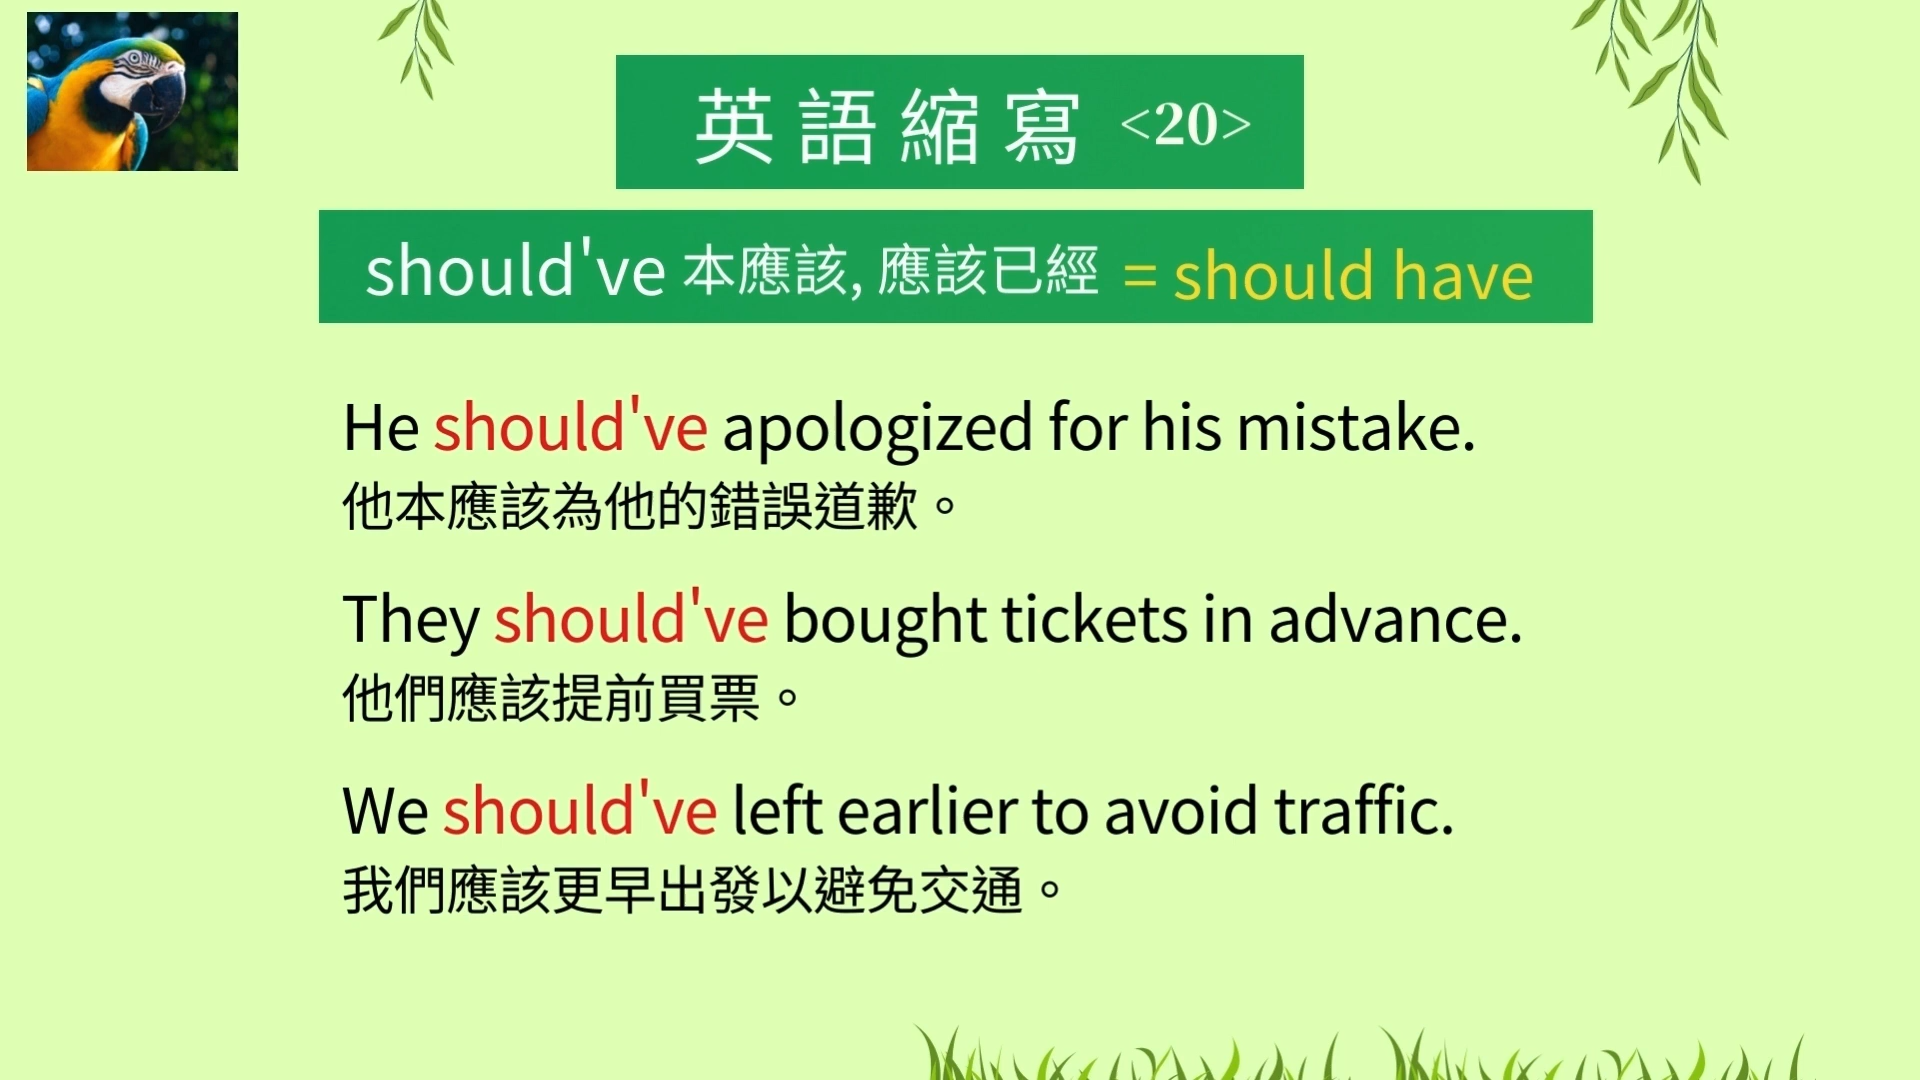 英語縮寫 <20>
should've 本應該, 應該已經 = should have
He should've apologized for his mistake.
他本應該為他的錯誤道歉。
They should've bought tickets in advance.
他們應該提前買票。
We should've left earlier to avoid traffic.
我們應該更早出發以避免交通。